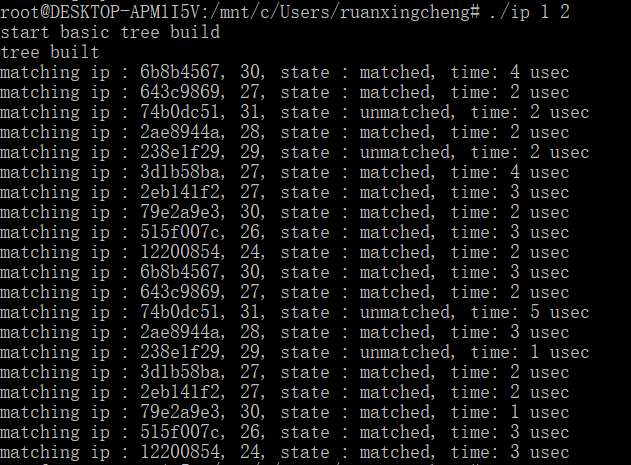 root@DESKTOP-APM1I5V:/mnt/c/Users/ruanxingcheng# ./ip 1 2
start basic tree build
tree built
matching ip : 6b8b4567, 30, state : matched, time: 4 usec
matching ip : 643c9869, 27, state : matched, time: 2 usec
matching ip : 74b0dc51, 31, state : unmatched, time: 2 usec
matching ip : 2ae8944a, 28, state : matched, time: 2 usec
matching ip : 238e1f29, 29, state : unmatched, time: 2 usec
matching ip : 3d1b58ba, 27, state : matched, time: 4 usec
matching ip : 2eb141f2, 27, state : matched, time: 3 usec
matching ip : 79e2a9e3, 30, state : matched, time: 2 usec
matching ip : 515f007c, 26, state : matched, time: 3 usec
matching ip : 12200854, 24, state : matched, time: 2 usec
matching ip : 6b8b4567, 30, state : matched, time: 3 usec
matching ip : 643c9869, 27, state : matched, time: 2 usec
matching ip : 74b0dc51, 31, state : unmatched, time: 5 usec
matching ip : 2ae8944a, 28, state : matched, time: 3 usec
matching ip : 238e1f29, 29, state : unmatched, time: 1 usec
matching ip : 3d1b58ba, 27, state : matched, time: 2 usec
matching ip : 2eb141f2, 27, state : matched, time: 2 usec
matching ip : 79e2a9e3, 30, state : matched, time: 1 usec
matching ip : 515f007c, 26, state : matched, time: 3 usec
matching ip : 12200854, 24, state : matched, time: 3 usec